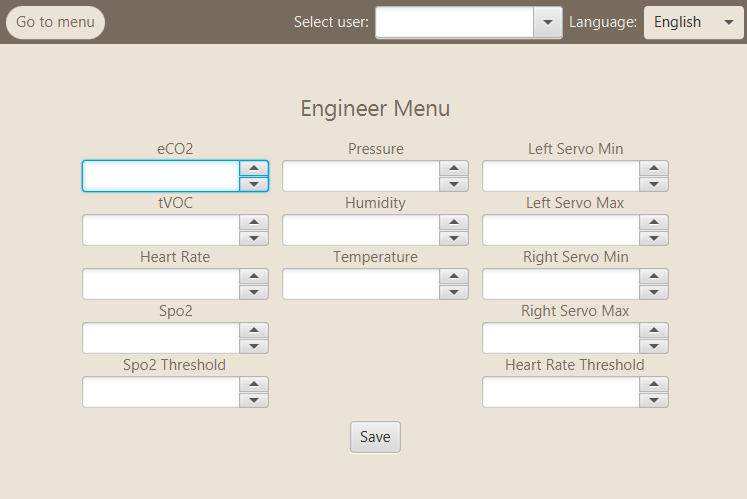 Go to menu Select user: Language: English
Engineer Menu
eCO2 Pressure Left Servo Min
tVOC Humidity Left Servo Max
Heart Rate Temperature Right Servo Min
Spo2 Right Servo Max
Spo2 Threshold Heart Rate Threshold
Save